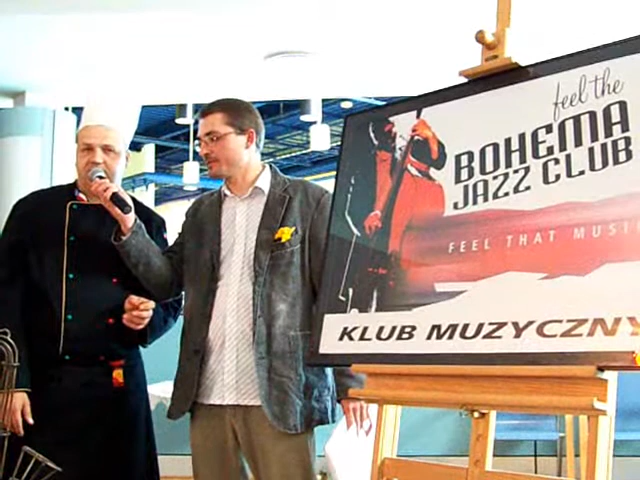 feel the
BOHEMA
JAZZ CLUB
FEEL THAT MUSI
KLUB MUZYCZNY